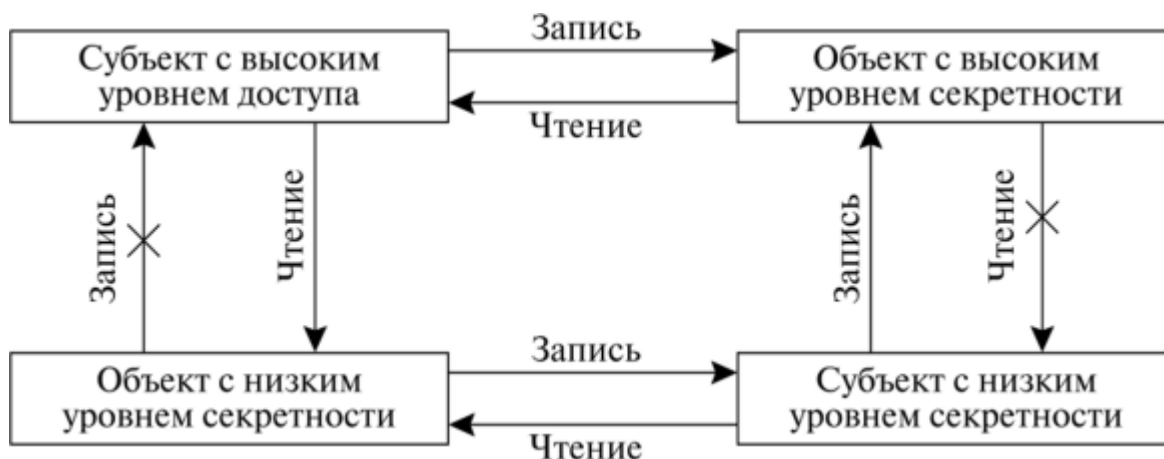 Запись
Субъект с высоким
уровнем доступа
Объект с высоким
уровнем секретности
Чтение
Запись
Чтение
Запись
Чтение
Запись
Объект с низким
уровнем секретности
Субъект с низким
уровнем секретности
Чтение